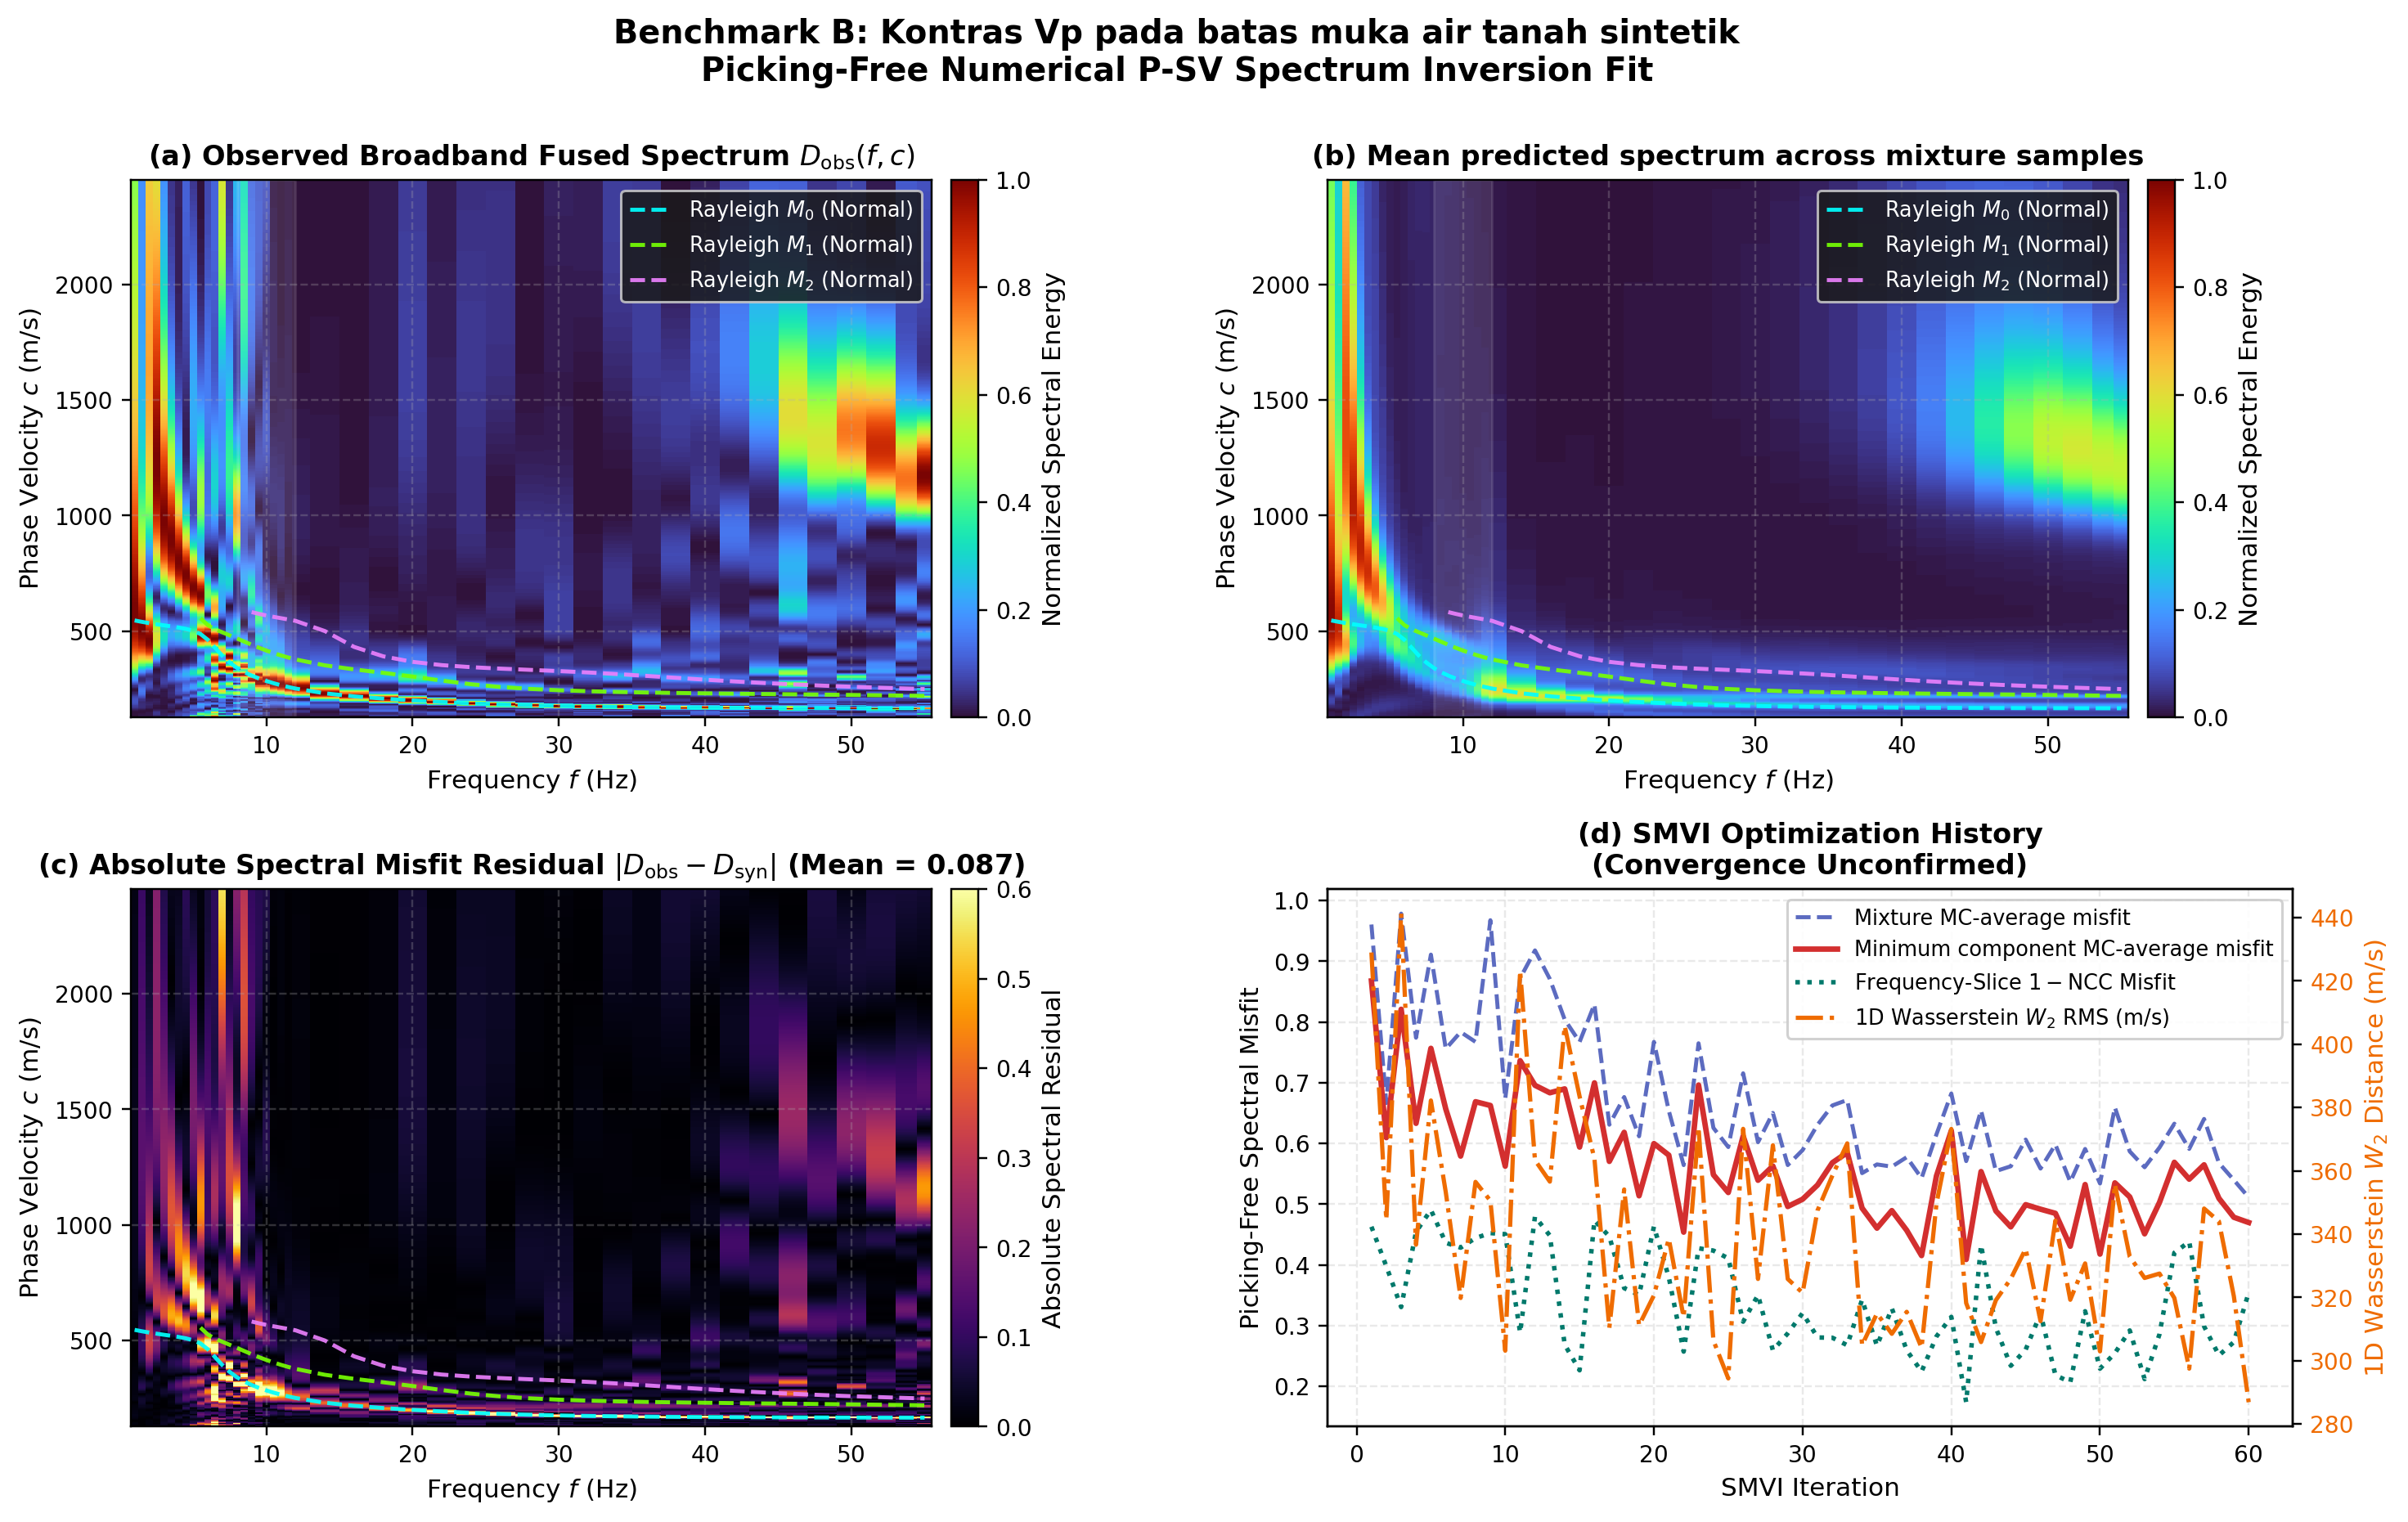 Benchmark B: Kontras Vp pada batas muka air tanah sintetik
Picking-Free Numerical P-SV Spectrum Inversion Fit
(a) Observed Broadband Fused Spectrum D_obs(f, c)
Rayleigh M_0 (Normal)
Rayleigh M_1 (Normal)
Rayleigh M_2 (Normal)
Phase Velocity c (m/s)
2000
1500
1000
500
10 20 30 40 50
Frequency f (Hz)
1.0
0.8
0.6
0.4
0.2
0.0
Normalized Spectral Energy
(b) Mean predicted spectrum across mixture samples
Rayleigh M_0 (Normal)
Rayleigh M_1 (Normal)
Rayleigh M_2 (Normal)
Phase Velocity c (m/s)
2000
1500
1000
500
10 20 30 40 50
Frequency f (Hz)
1.0
0.8
0.6
0.4
0.2
0.0
Normalized Spectral Energy
(c) Absolute Spectral Misfit Residual |D_obs − D_syn| (Mean = 0.087)
Phase Velocity c (m/s)
2000
1500
1000
500
10 20 30 40 50
Frequency f (Hz)
0.6
0.5
0.4
0.3
0.2
0.1
0.0
Absolute Spectral Residual
(d) SMVI Optimization History
(Convergence Unconfirmed)
Mixture MC-average misfit
Minimum component MC-average misfit
Frequency-Slice 1 − NCC Misfit
1D Wasserstein W_2 RMS (m/s)
Picking-Free Spectral Misfit
1.0
0.9
0.8
0.7
0.6
0.5
0.4
0.3
0.2
0 10 20 30 40 50 60
SMVI Iteration
440
420
400
380
360
340
320
300
280
1D Wasserstein W_2 Distance (m/s)